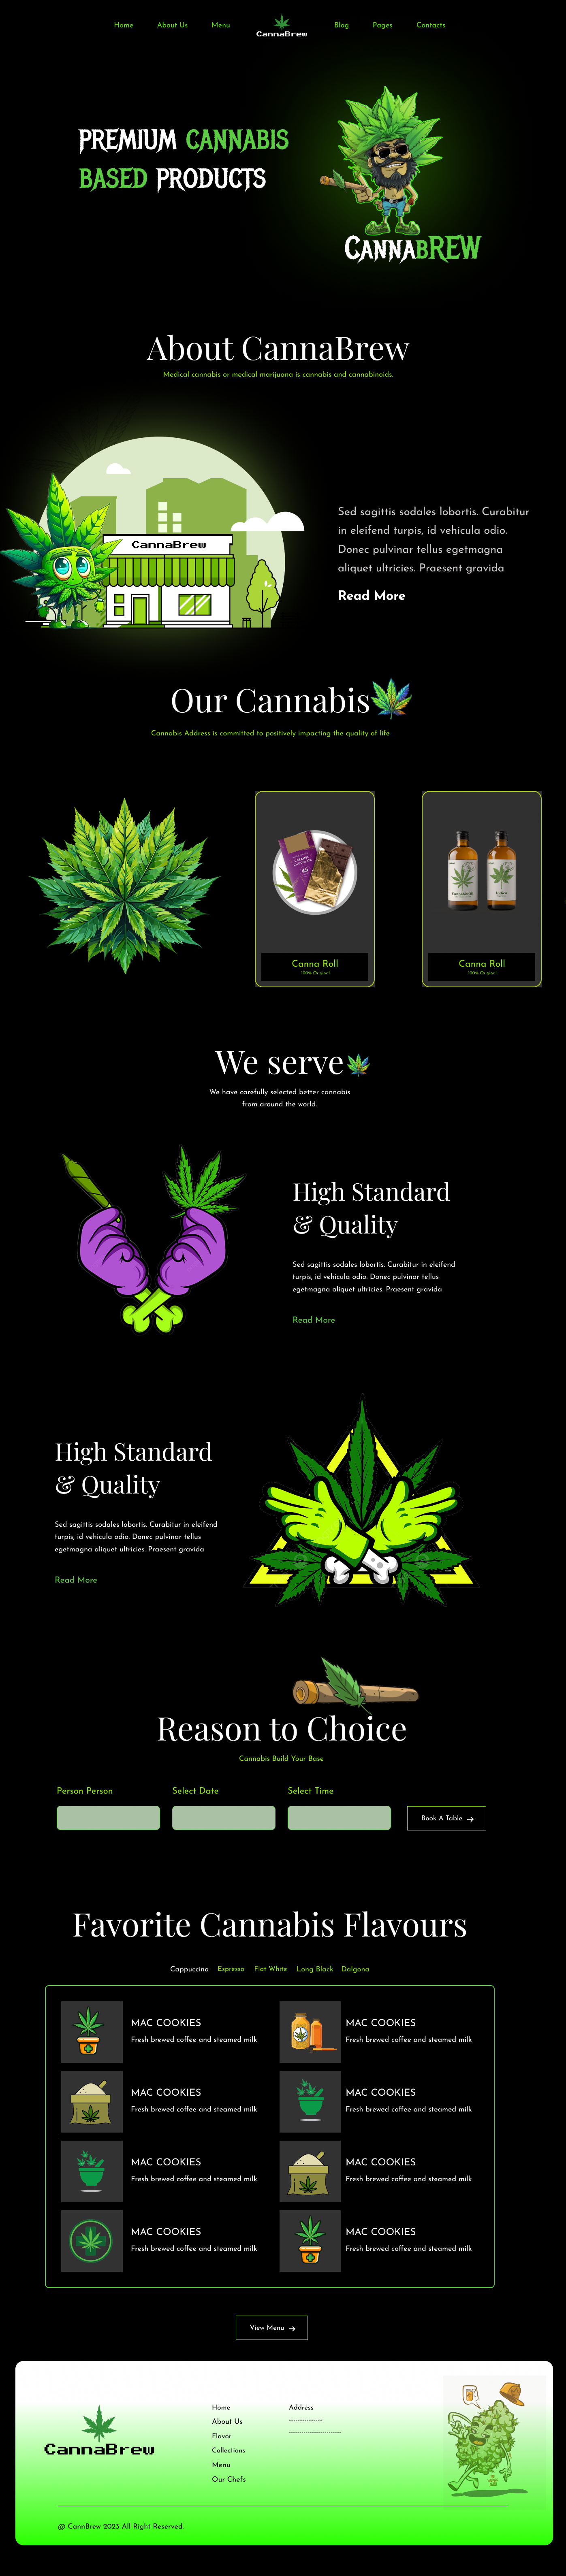 Home
About Us
Menu
CannaBrew
Blog
Pages
Contacts
PREMIUM CANNABIS
BASED PRODUCTS
CANNABREW
About CannaBrew
Medical cannabis or medical marijuana is cannabis and cannabinoids.
CannaBrew
Sed sagittis sodales lobortis. Curabitur
in eleifend turpis, id vehicula odio.
Donec pulvinar tellus egetmagna
aliquet ultricies. Praesent gravida
Read More
Our Cannabis
Cannabis Address is committed to positively impacting the quality of life
Canna Roll
100% Original
Canna Roll
100% Original
We serve
We have carefully selected better cannabis
from around the world.
High Standard
& Quality
Sed sagittis sodales lobortis. Curabitur in eleifend
turpis, id vehicula odio. Donec pulvinar tellus
egetmagna aliquet ultricies. Praesent gravida
Read More
High Standard
& Quality
Sed sagittis sodales lobortis. Curabitur in eleifend
turpis, id vehicula odio. Donec pulvinar tellus
egetmagna aliquet ultricies. Praesent gravida
Read More
Reason to Choice
Cannabis Build Your Base
Person Person
Select Date
Select Time
Book A Table
Favorite Cannabis Flavours
Cappuccino
Espresso
Flat White
Long Black
Dalgona
MAC COOKIES
Fresh brewed coffee and steamed milk
MAC COOKIES
Fresh brewed coffee and steamed milk
MAC COOKIES
Fresh brewed coffee and steamed milk
MAC COOKIES
Fresh brewed coffee and steamed milk
MAC COOKIES
Fresh brewed coffee and steamed milk
MAC COOKIES
Fresh brewed coffee and steamed milk
MAC COOKIES
Fresh brewed coffee and steamed milk
MAC COOKIES
Fresh brewed coffee and steamed milk
View Menu
CannaBrew
Home
About Us
Flavor
Collections
Menu
Our Chefs
Address
@ CannBrew 2023 All Right Reserved.